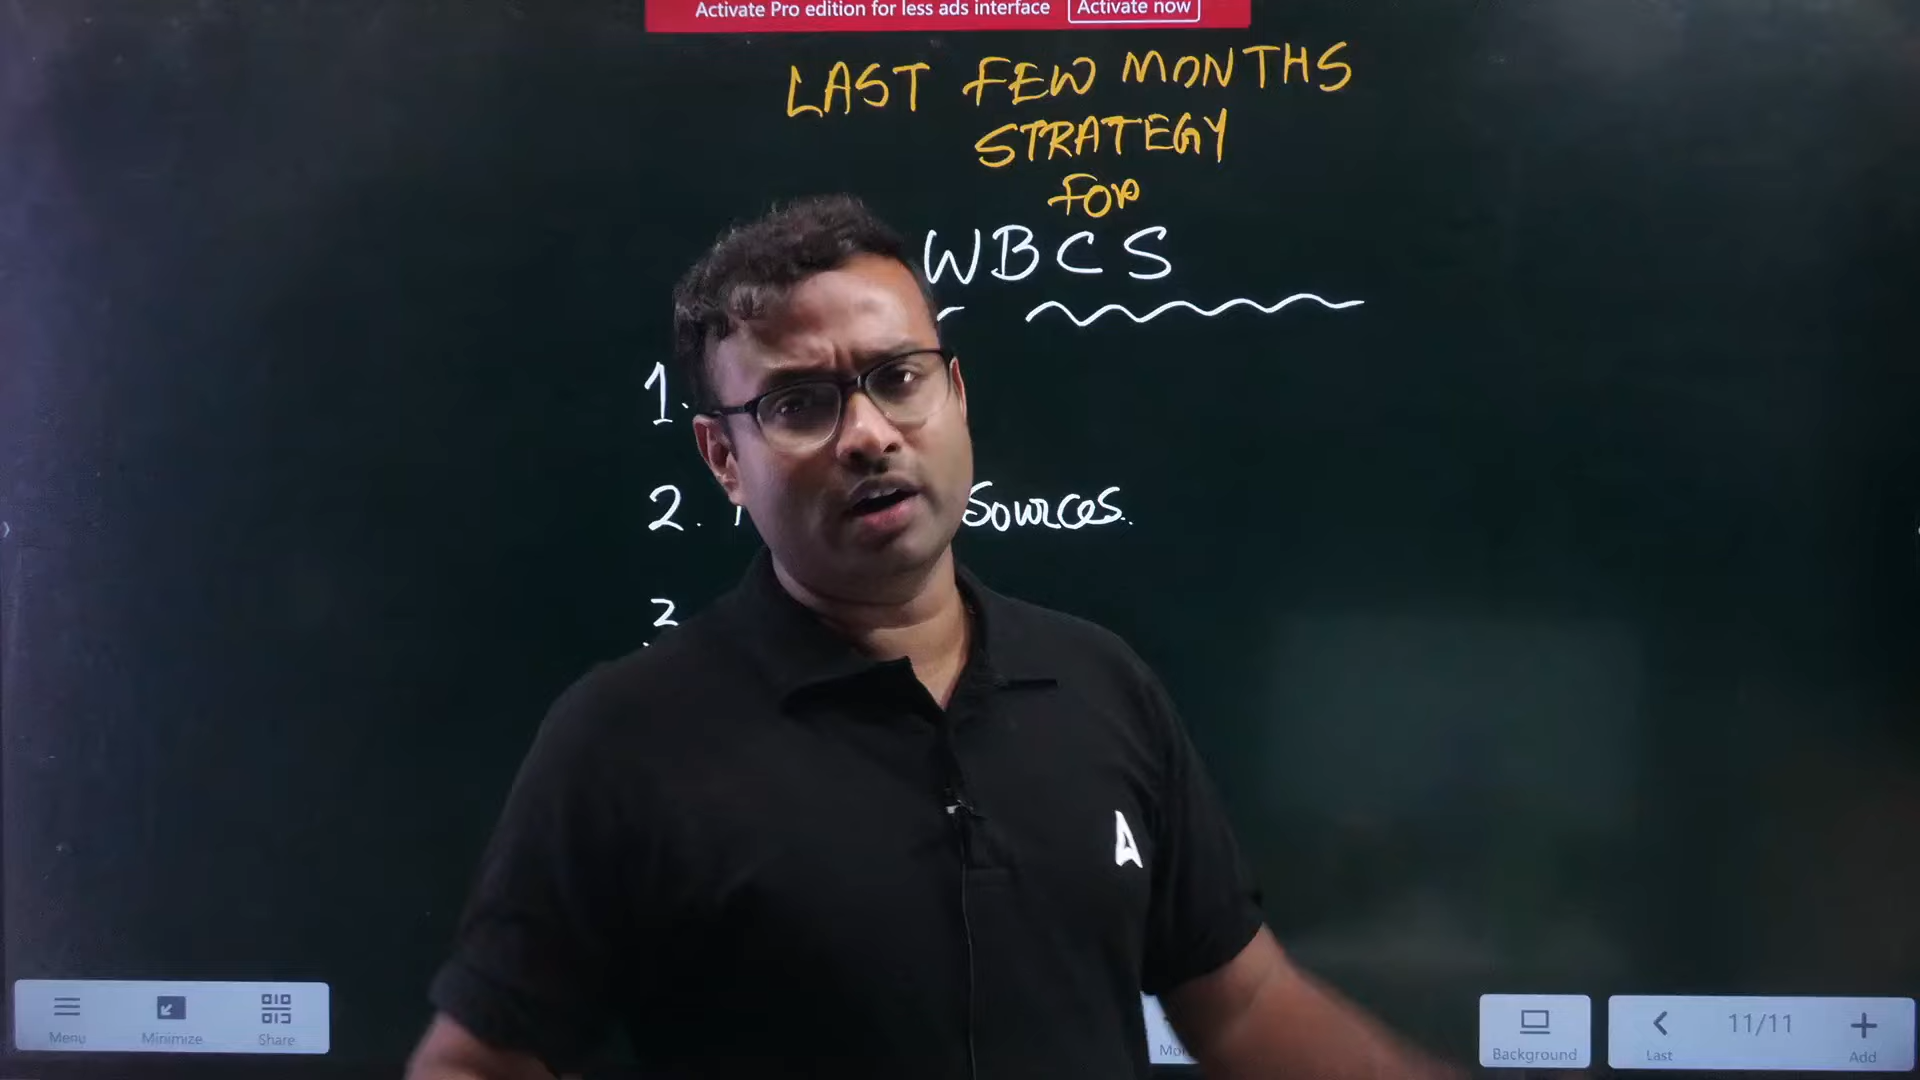 Activate Pro edition for less ads interface Activate now
LAST FEW MONTHS
STRATEGY
FOR
WBCS
1.
2. Sources.
3
Menu Minimize Share
Background
Last 11/11 Add